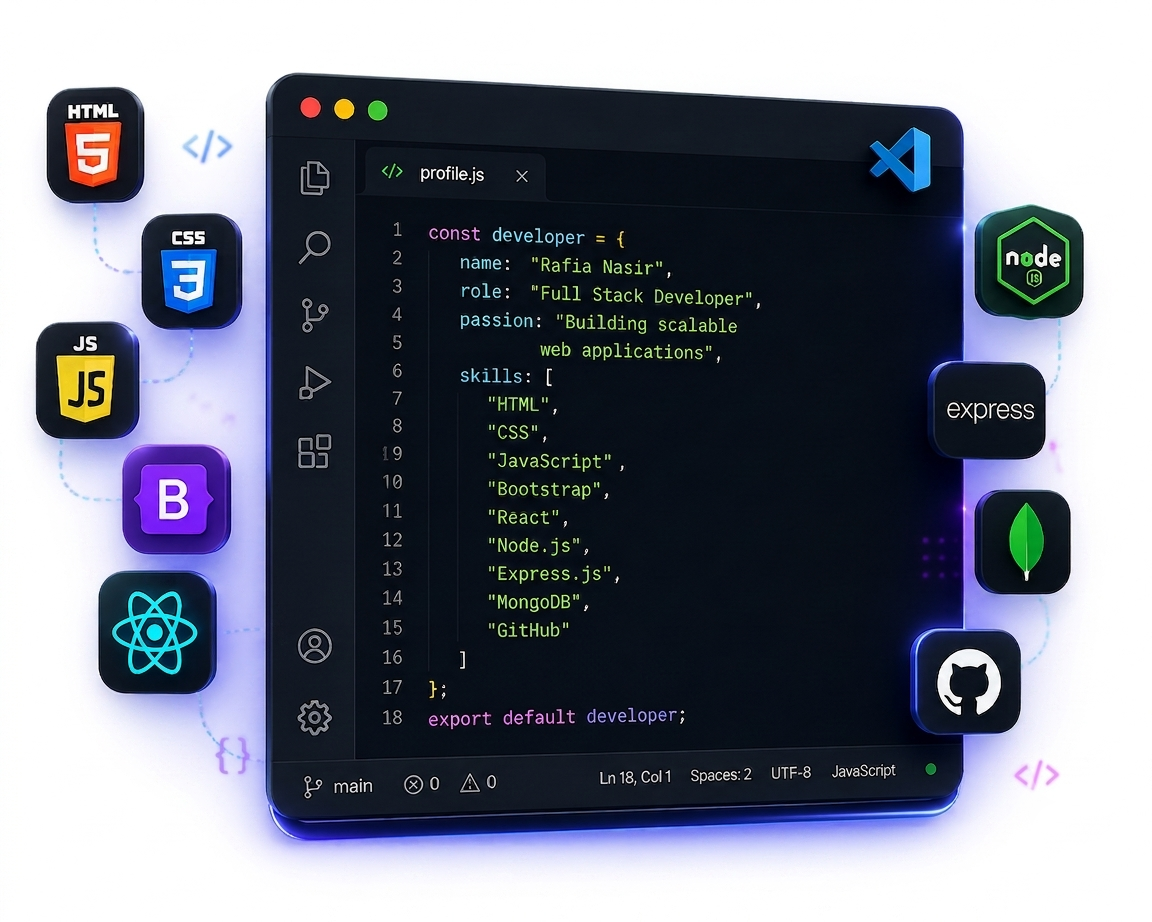 HTML
5
</>
CSS
3
JS
JS
B
{}
</> profile.js ×
1 const developer = {
2 name: "Rafia Nasir",
3 role: "Full Stack Developer",
4 passion: "Building scalable
5 web applications",
6 skills: [
7 "HTML",
8 "CSS",
19 "JavaScript",
10 "Bootstrap",
11 "React",
12 "Node.js",
13 "Express.js",
14 "MongoDB",
15 "GitHub"
16 ]
17 };
18 export default developer;
main 0 0 Ln 18, Col 1 Spaces: 2 UTF-8 JavaScript
node
JS
express
</>